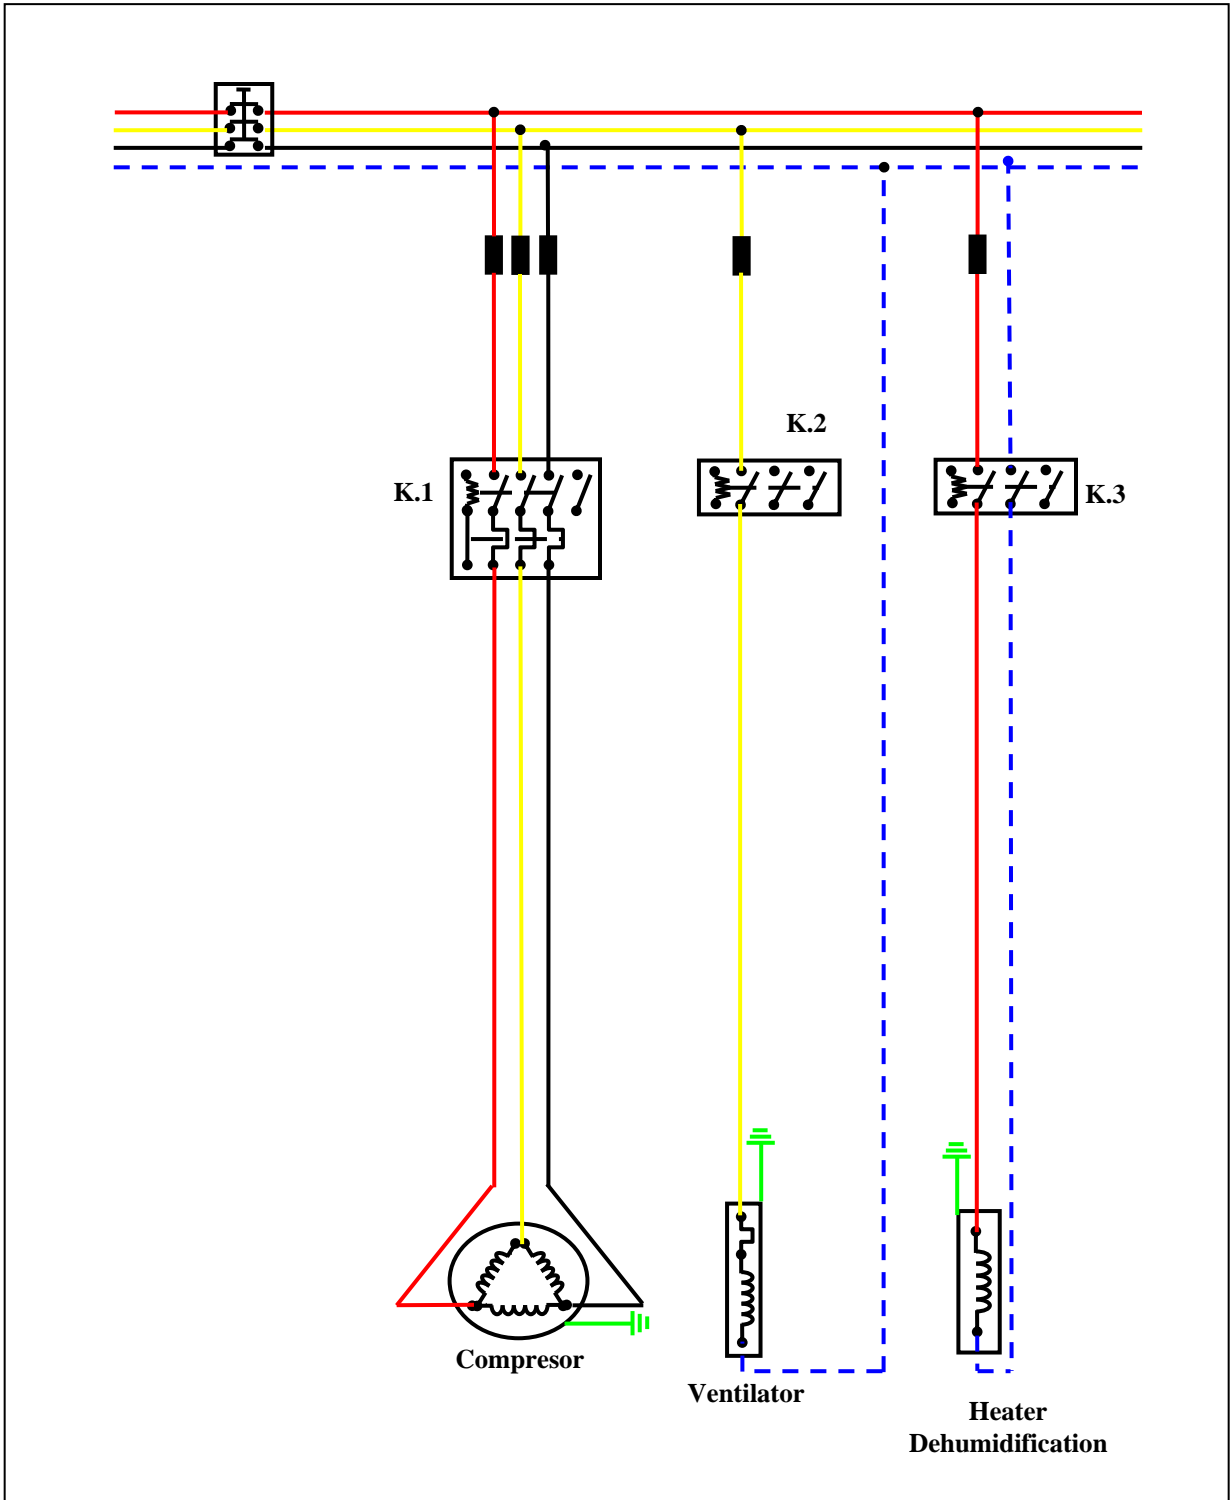 K.2
K.1
K.3
Compresor
Ventilator
Heater
Dehumidification